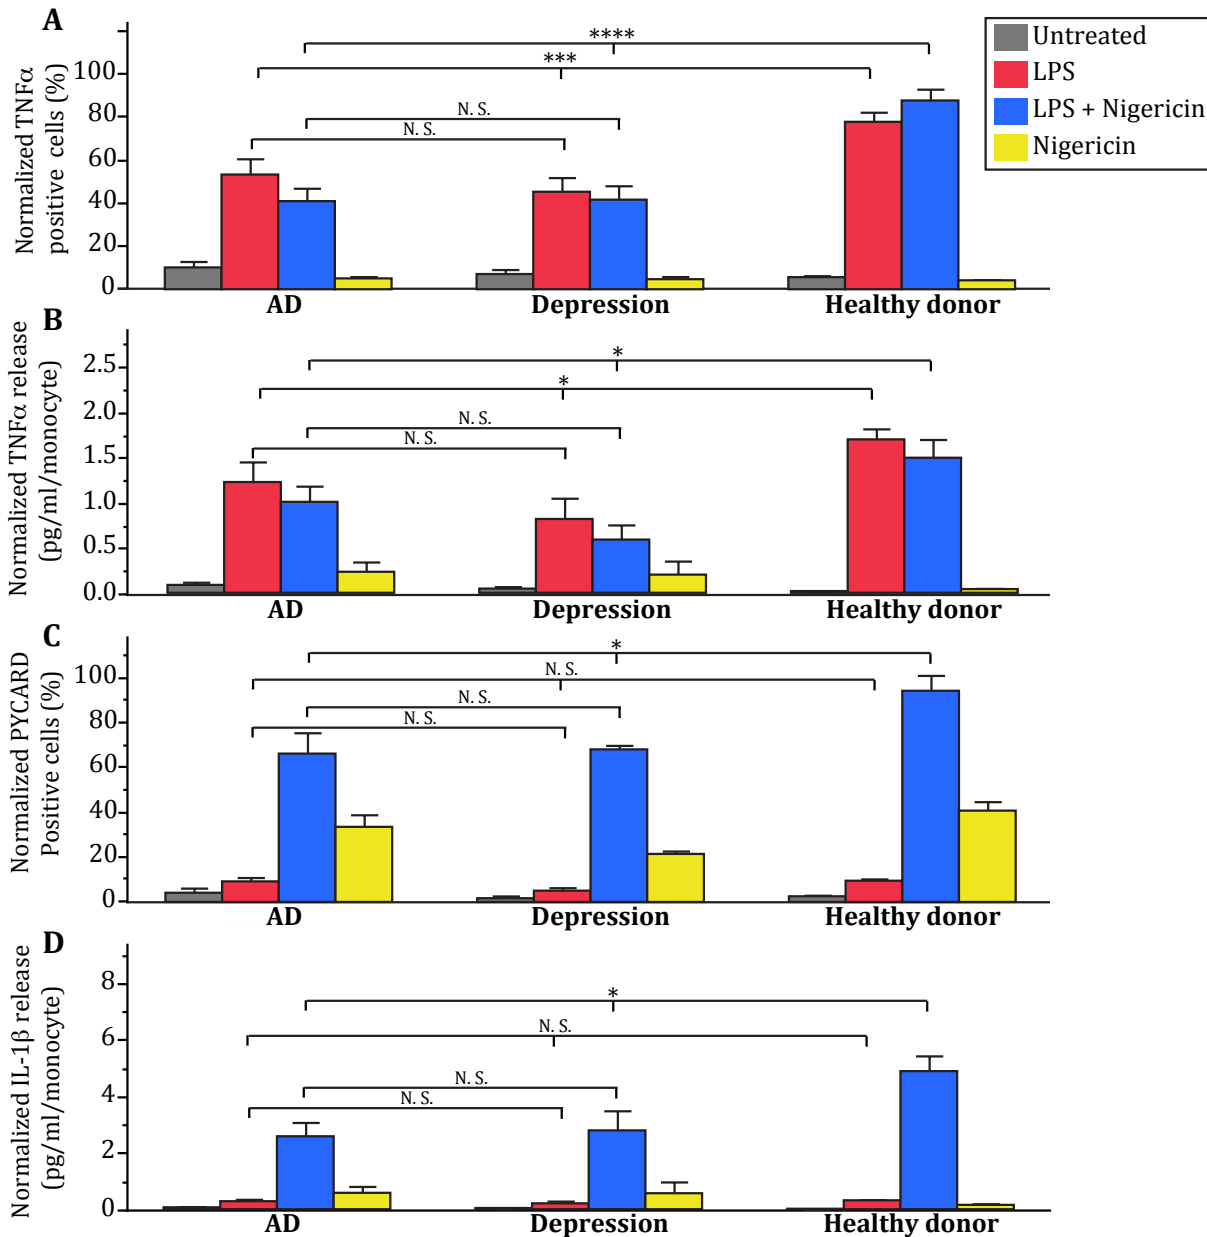 A
Normalized TNFα
positive cells (%)
100
80
60
40
20
0
****
***
N. S.
N. S.
AD
Depression
Healthy donor
Untreated
LPS
LPS + Nigericin
Nigericin
B
Normalized TNFα release
(pg/ml/monocyte)
2.5
2.0
1.5
1.0
0.5
0.0
*
*
N. S.
N. S.
AD
Depression
Healthy donor
C
Normalized PYCARD
Positive cells (%)
100
80
60
40
20
0
*
N. S.
N. S.
N. S.
AD
Depression
Healthy donor
D
Normalized IL-1β release
(pg/ml/monocyte)
8
6
4
2
0
*
N. S.
N. S.
N. S.
AD
Depression
Healthy donor